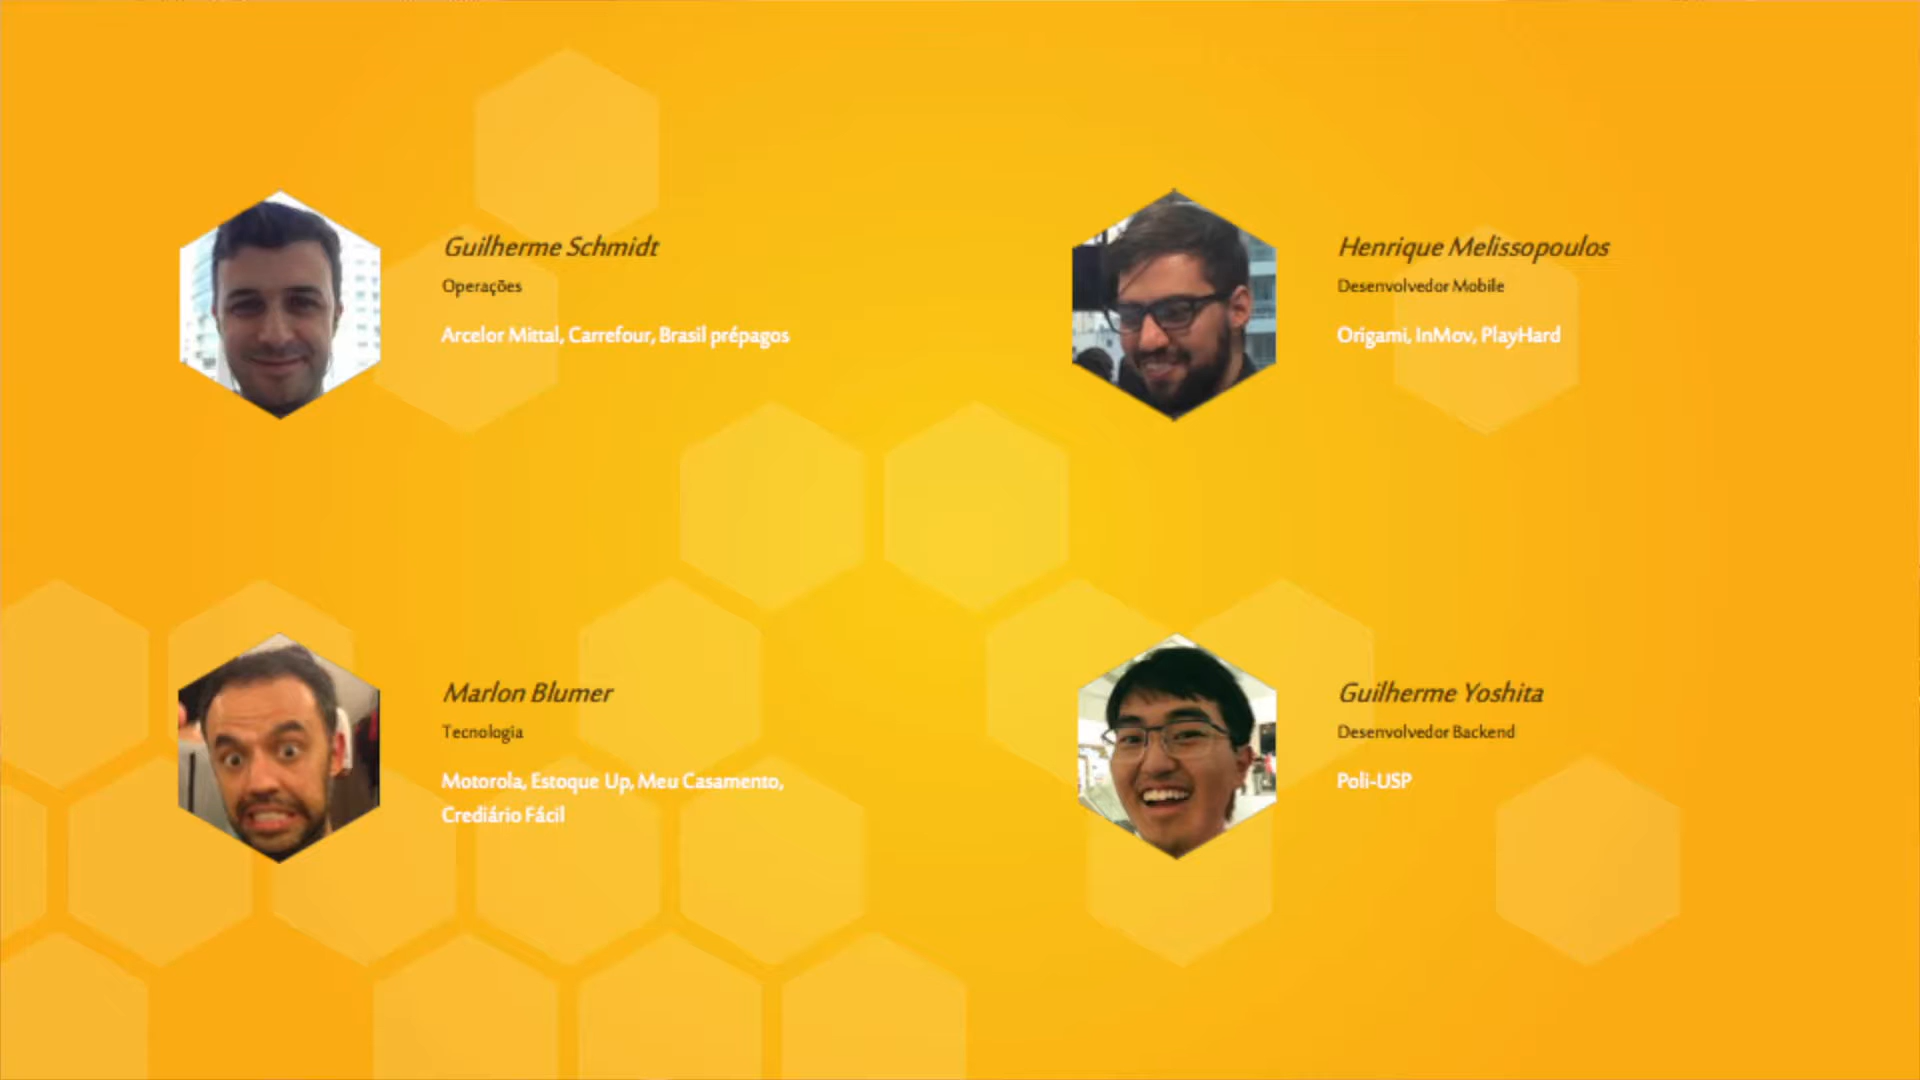 Guilherme Schmidt
Operações
Arcelor Mittal, Carrefour, Brasil prépagos
Henrique Melissopoulos
Desenvolvedor Mobile
Origami, InMov, PlayHard
Marlon Blumer
Tecnologia
Motorola, Estoque Up, Meu Casamento,
Crediário Fácil
Guilherme Yoshita
Desenvolvedor Backend
Poli-USP